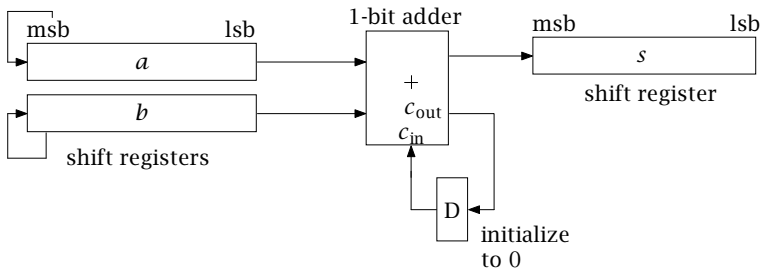 1-bit adder
msb lsb
msb lsb
a
s
+
shift register
b
c_out
c_in
shift registers
D
initialize
to 0